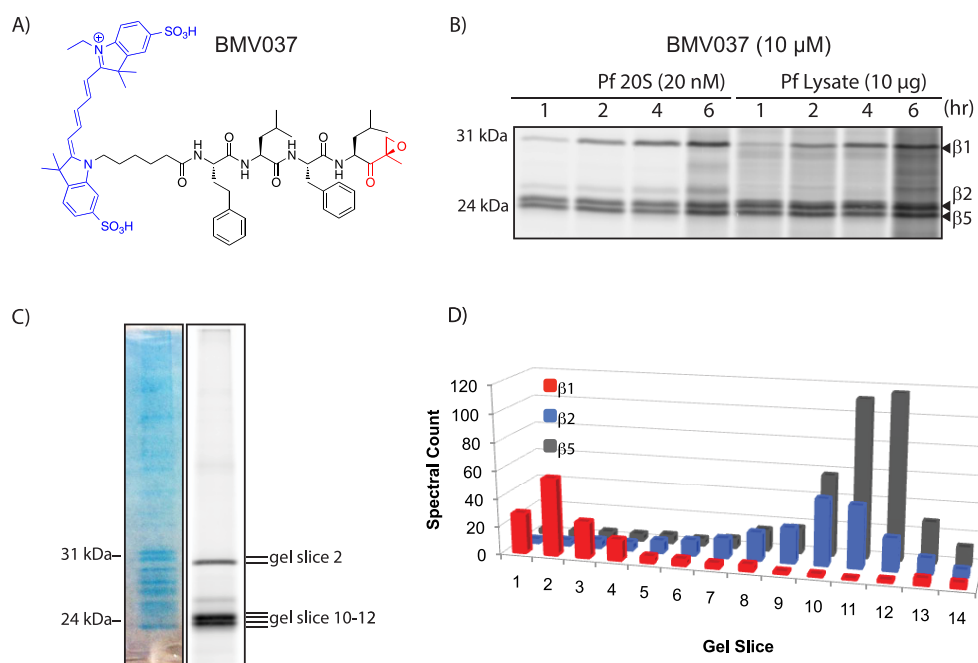 A)
BMV037
SO₃H
N⁺
N
SO₃H
O
H
N
O
N
H
O
H
N
O
N
H
O
O
B)
BMV037 (10 µM)
Pf 20S (20 nM) Pf Lysate (10 µg)
1 2 4 6 1 2 4 6 (hr)
31 kDa
β1
β2
24 kDa
β5
C)
31 kDa
gel slice 2
24 kDa
gel slice 10-12
D)
120
100
80
60
40
20
0
Spectral Count
β1
β2
β5
1 2 3 4 5 6 7 8 9 10 11 12 13 14
Gel Slice